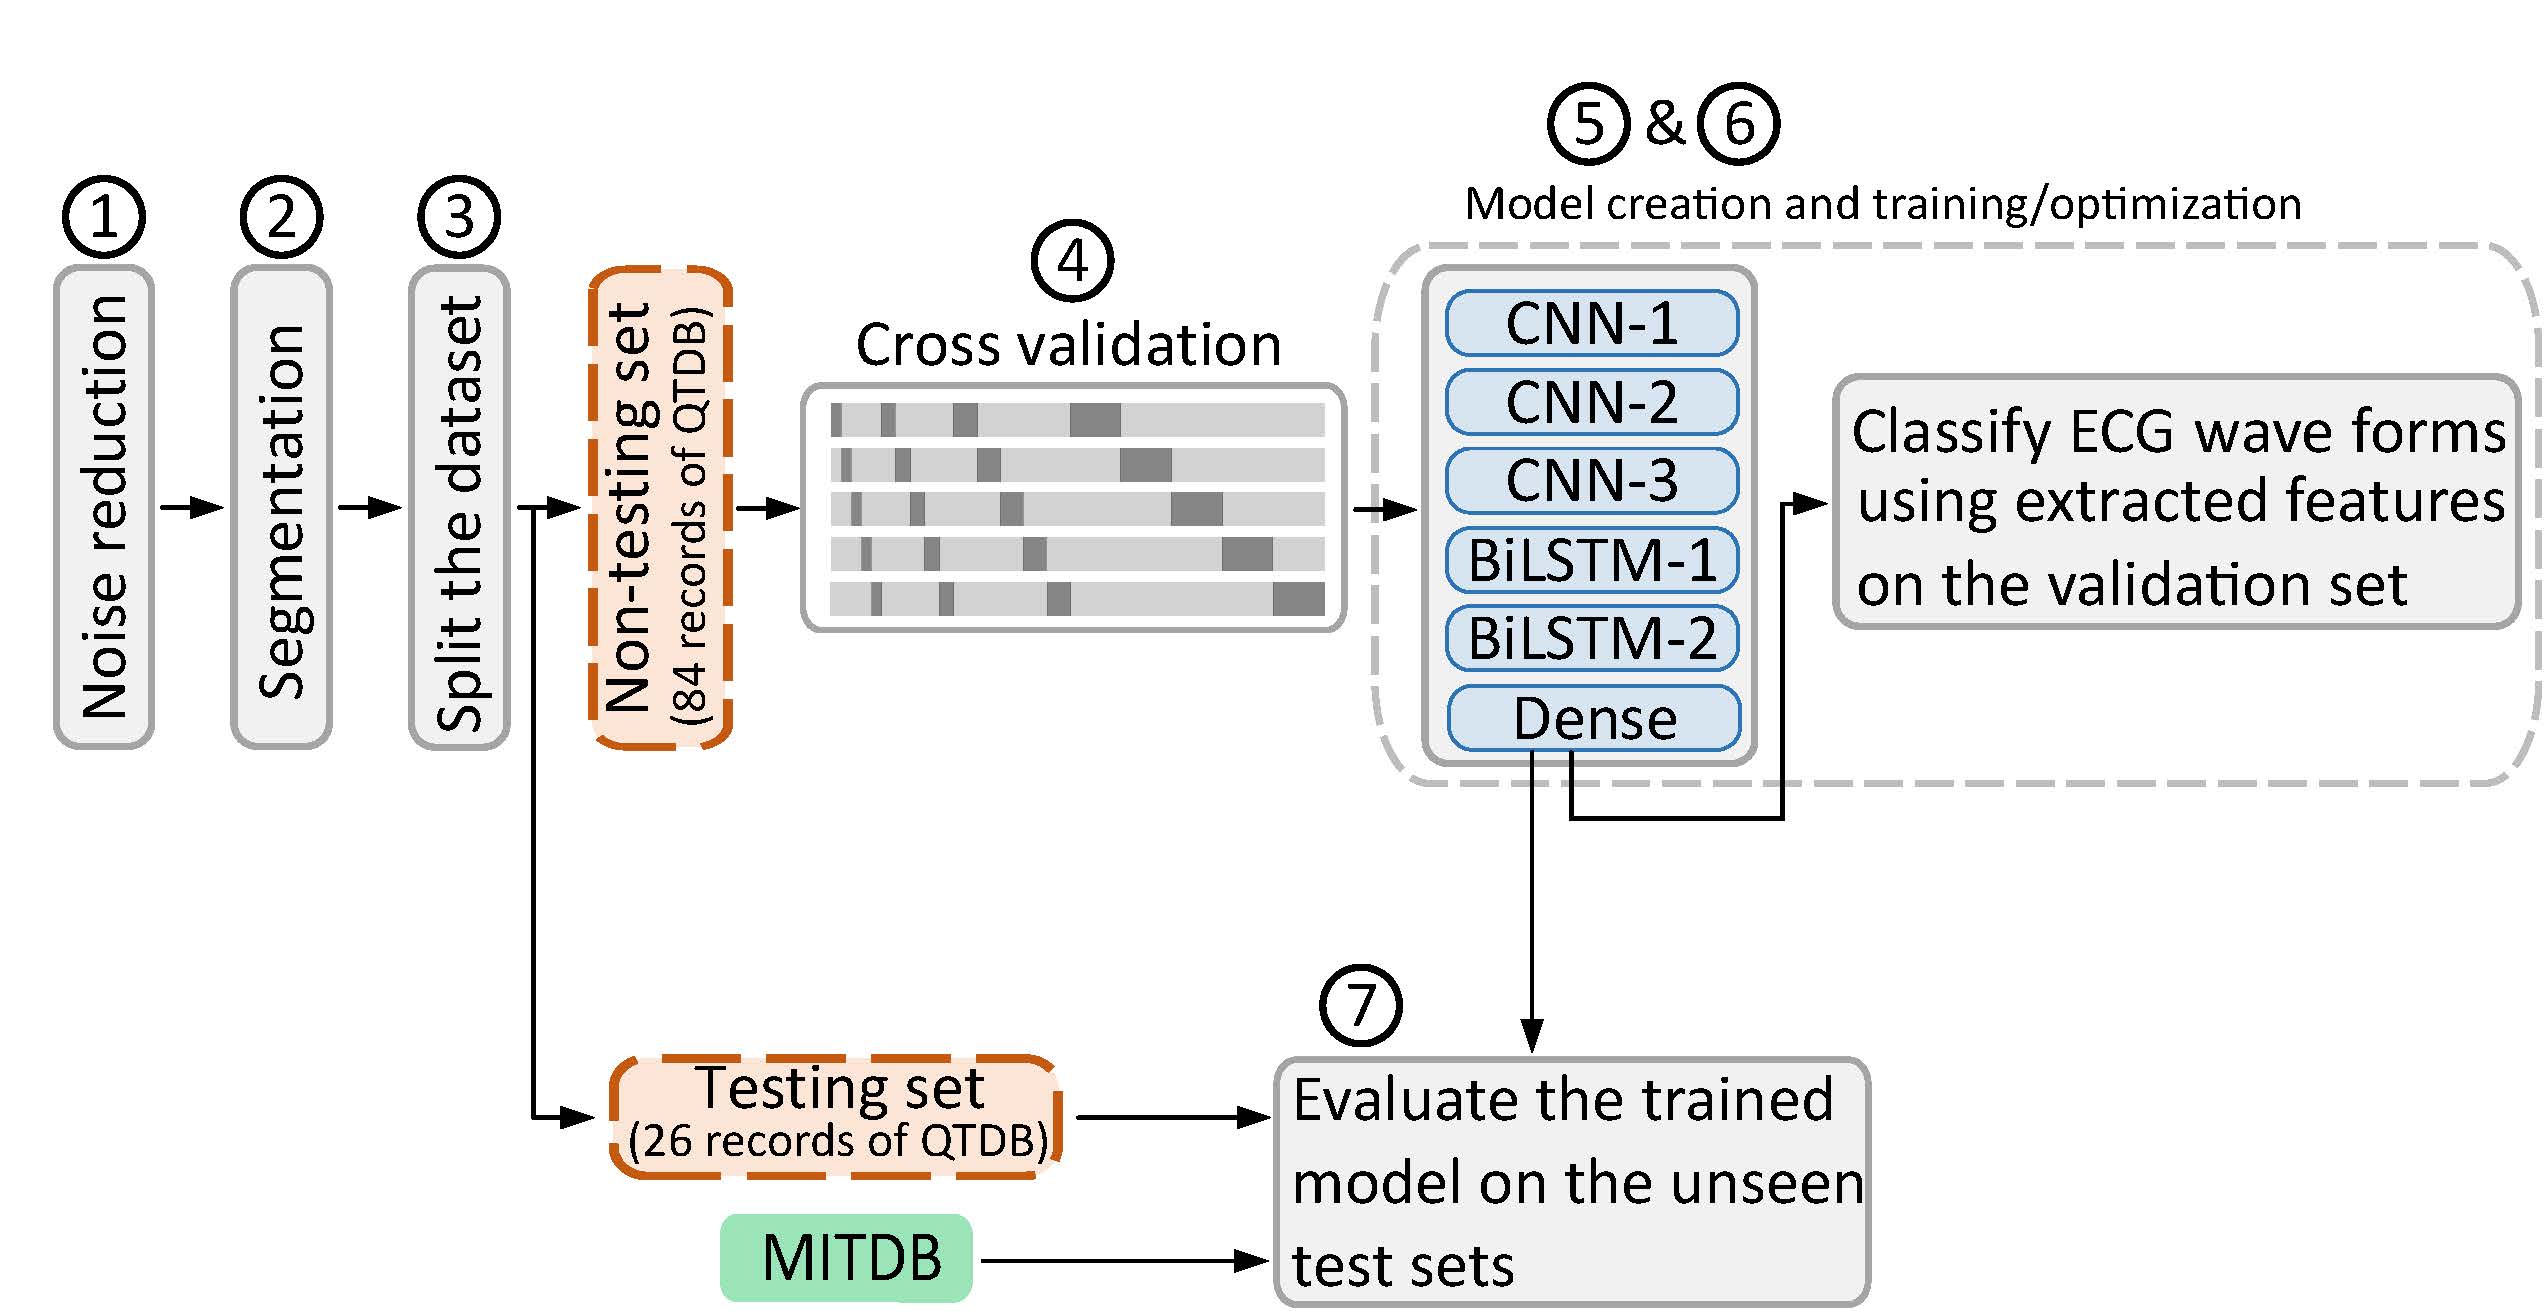 1
Noise reduction
2
Segmentation
3
Split the dataset
Non-testing set
(84 records of QTDB)
4
Cross validation
5 & 6
Model creation and training/optimization
CNN-1
CNN-2
CNN-3
BiLSTM-1
BiLSTM-2
Dense
Classify ECG wave forms
using extracted features
on the validation set
Testing set
(26 records of QTDB)
MITDB
7
Evaluate the trained
model on the unseen
test sets